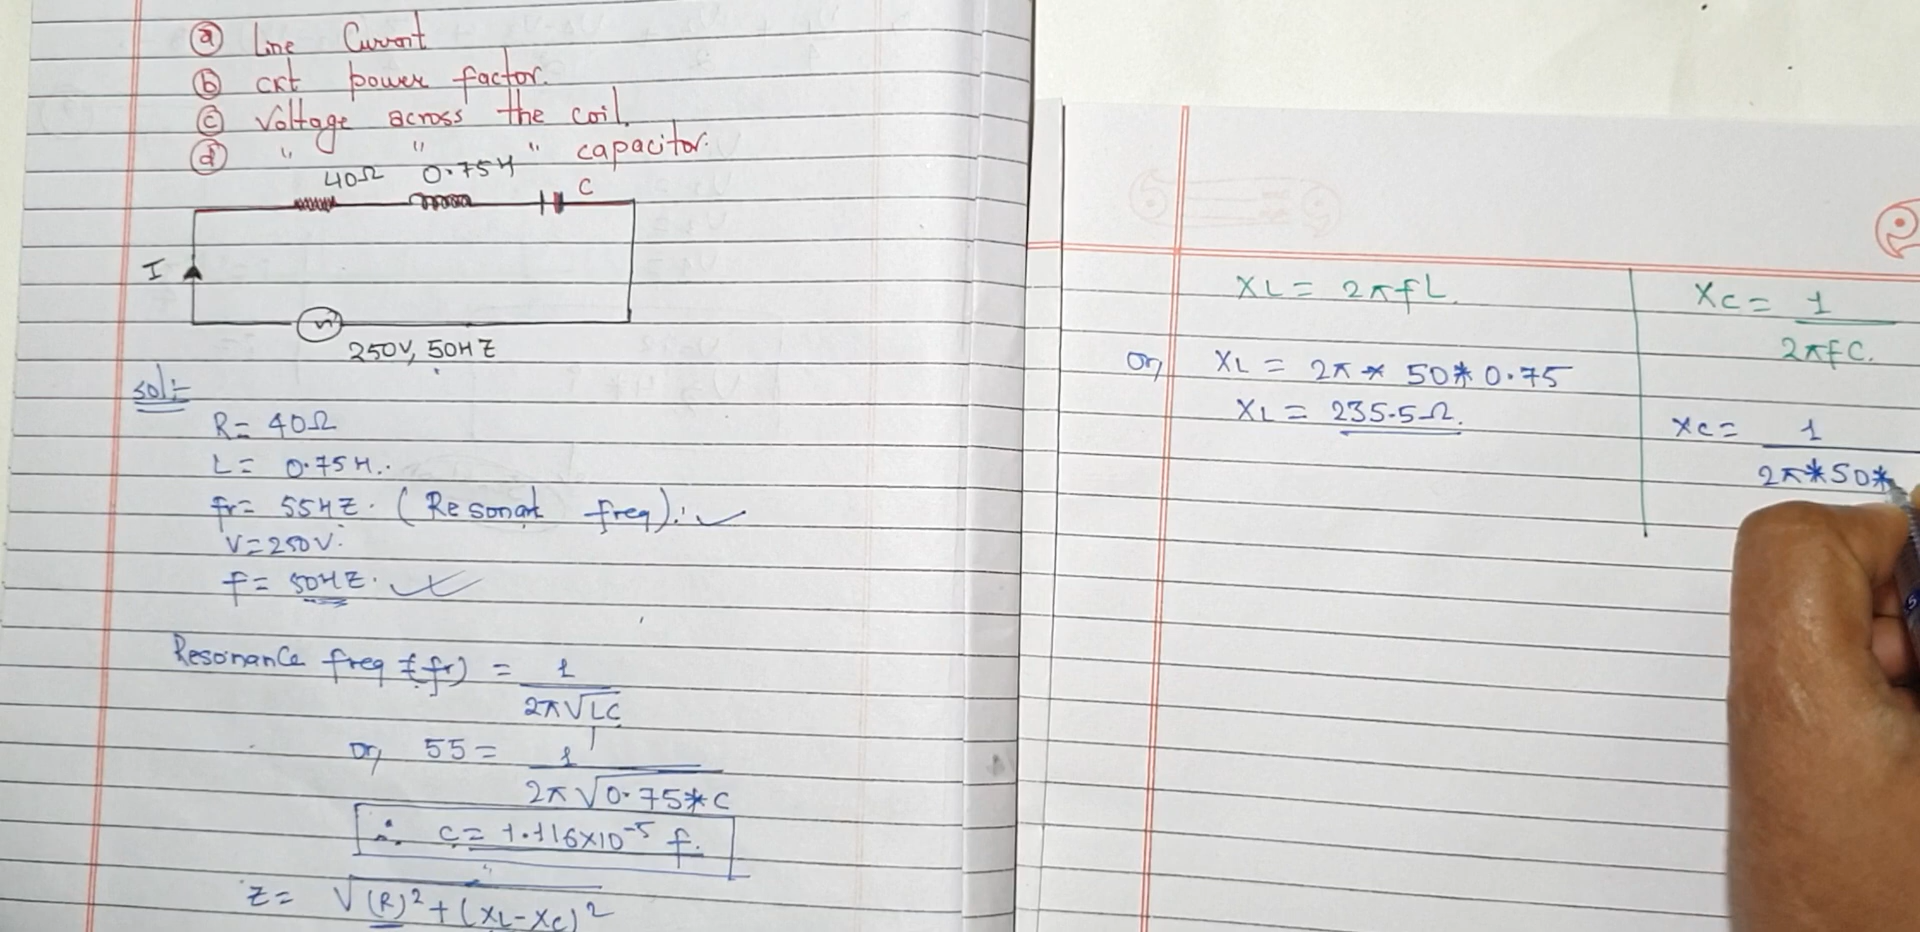 ⓐ Line Current
ⓑ ckt power factor.
ⓒ Voltage across the coil.
ⓓ " " " capacitor.
40Ω 0.75H C
I
250V, 50HZ
Sol:-
R= 40Ω
L= 0.75H.
fr= 55HZ. (Resonant freq).
V=250V.
f= 50HZ.
Resonance freq (fr) = 1
2π√LC
or, 55= 1
2π√0.75*C
∴ C= 1.116×10⁻⁵ f.
Z= √(R)²+(XL-XC)²
XL= 2πfL.
or, XL= 2π* 50*0.75
XL= 235.5Ω.
XC= 1
2πfC.
XC= 1
2π*50*